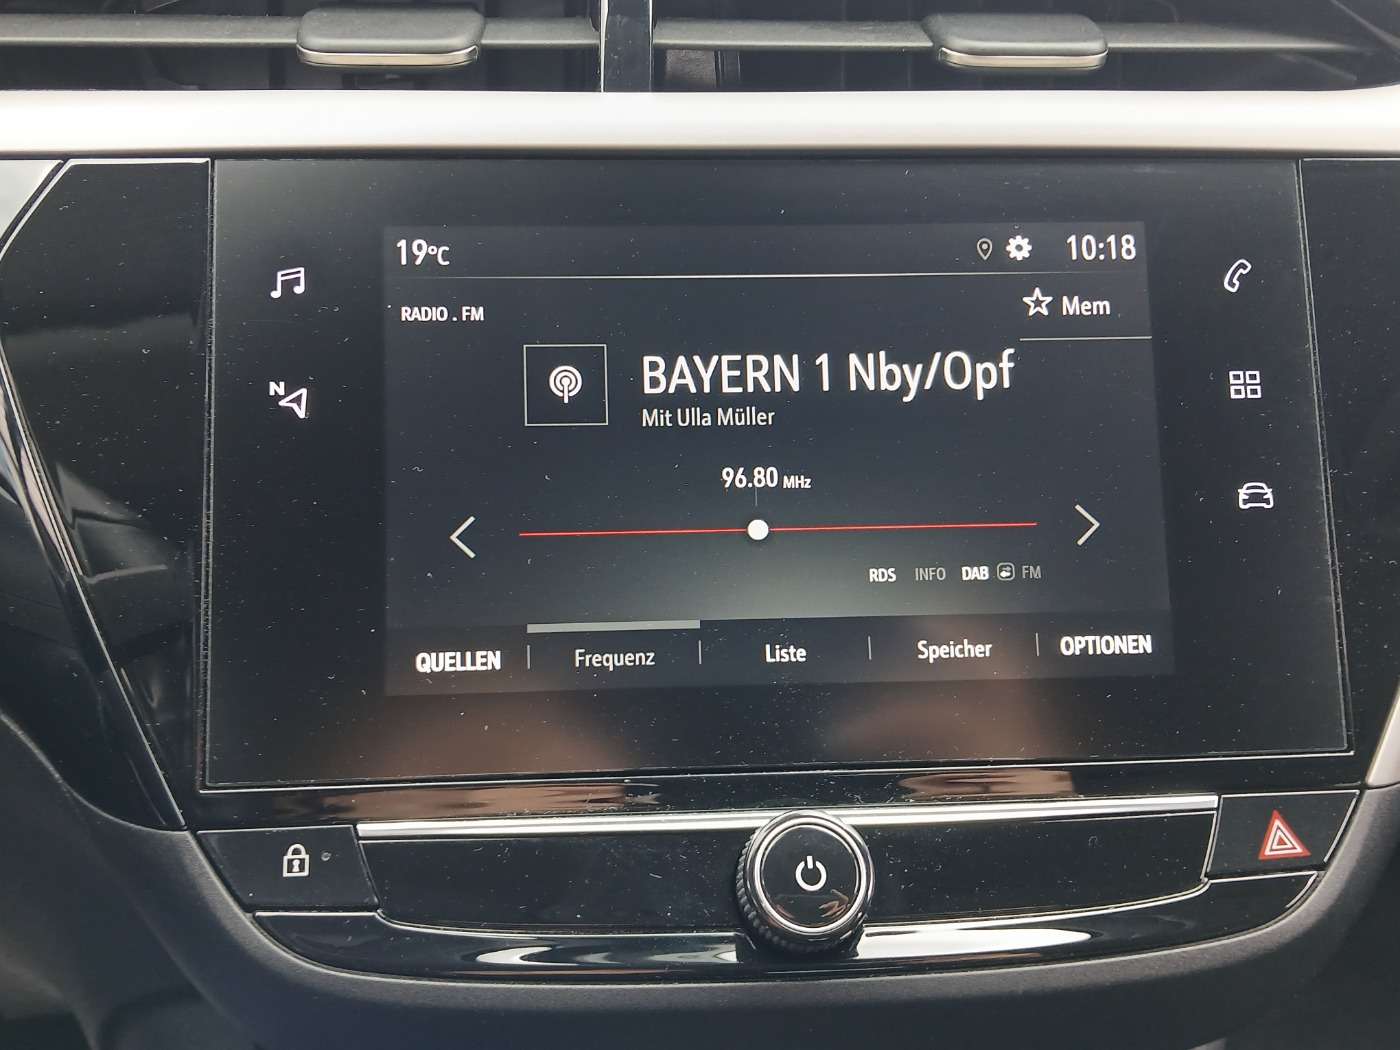 19°C 10:18
RADIO . FM
Mem
BAYERN 1 Nby/Opf
Mit Ulla Müller
N
96.80 MHz
RDS INFO DAB FM
QUELLEN Frequenz Liste Speicher OPTIONEN